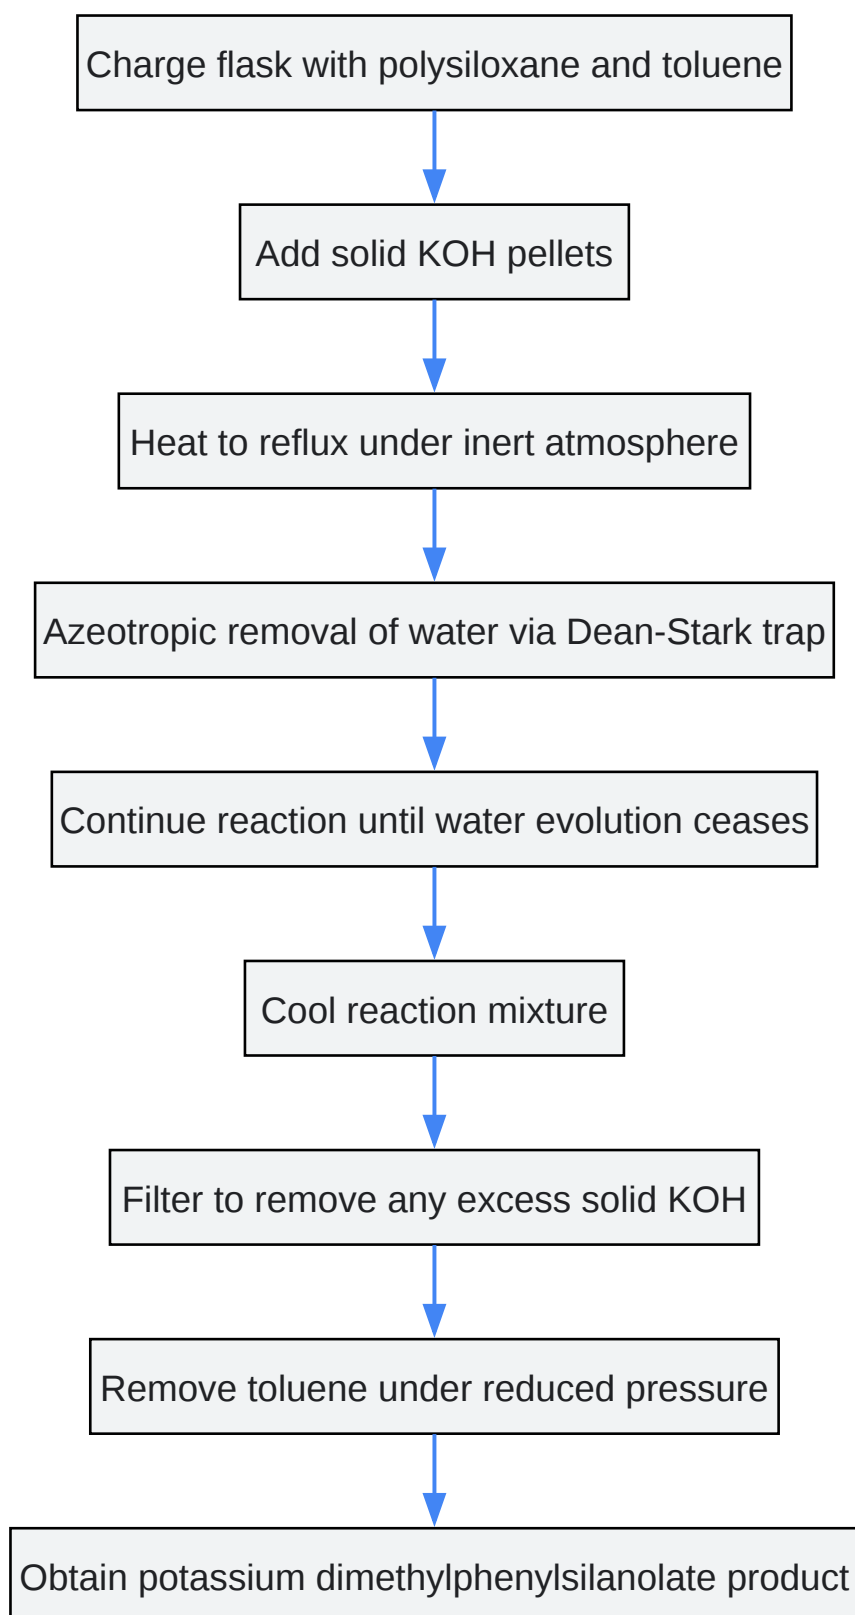 Charge flask with polysiloxane and toluene
Add solid KOH pellets
Heat to reflux under inert atmosphere
Azeotropic removal of water via Dean-Stark trap
Continue reaction until water evolution ceases
Cool reaction mixture
Filter to remove any excess solid KOH
Remove toluene under reduced pressure
Obtain potassium dimethylphenylsilanolate product